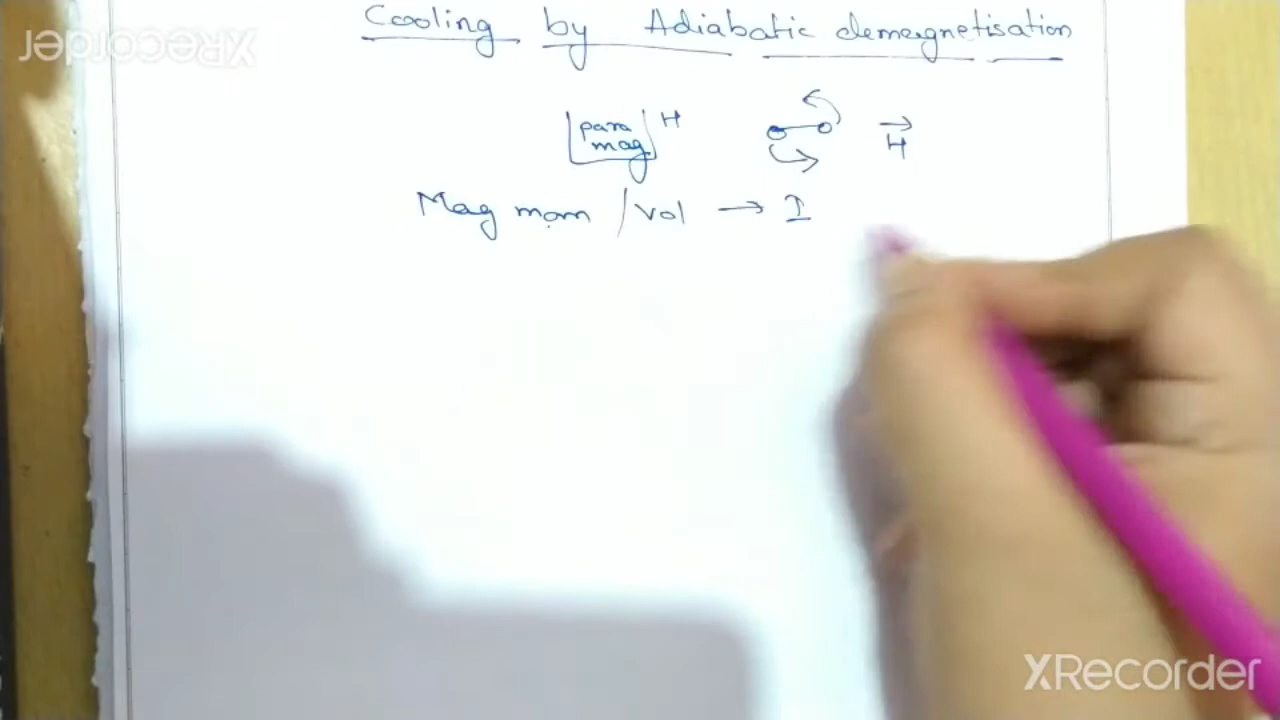 Cooling by Adiabatic demagnetisation
para H
mag
H
Mag mom / vol → I
XRecorder
XRecorder